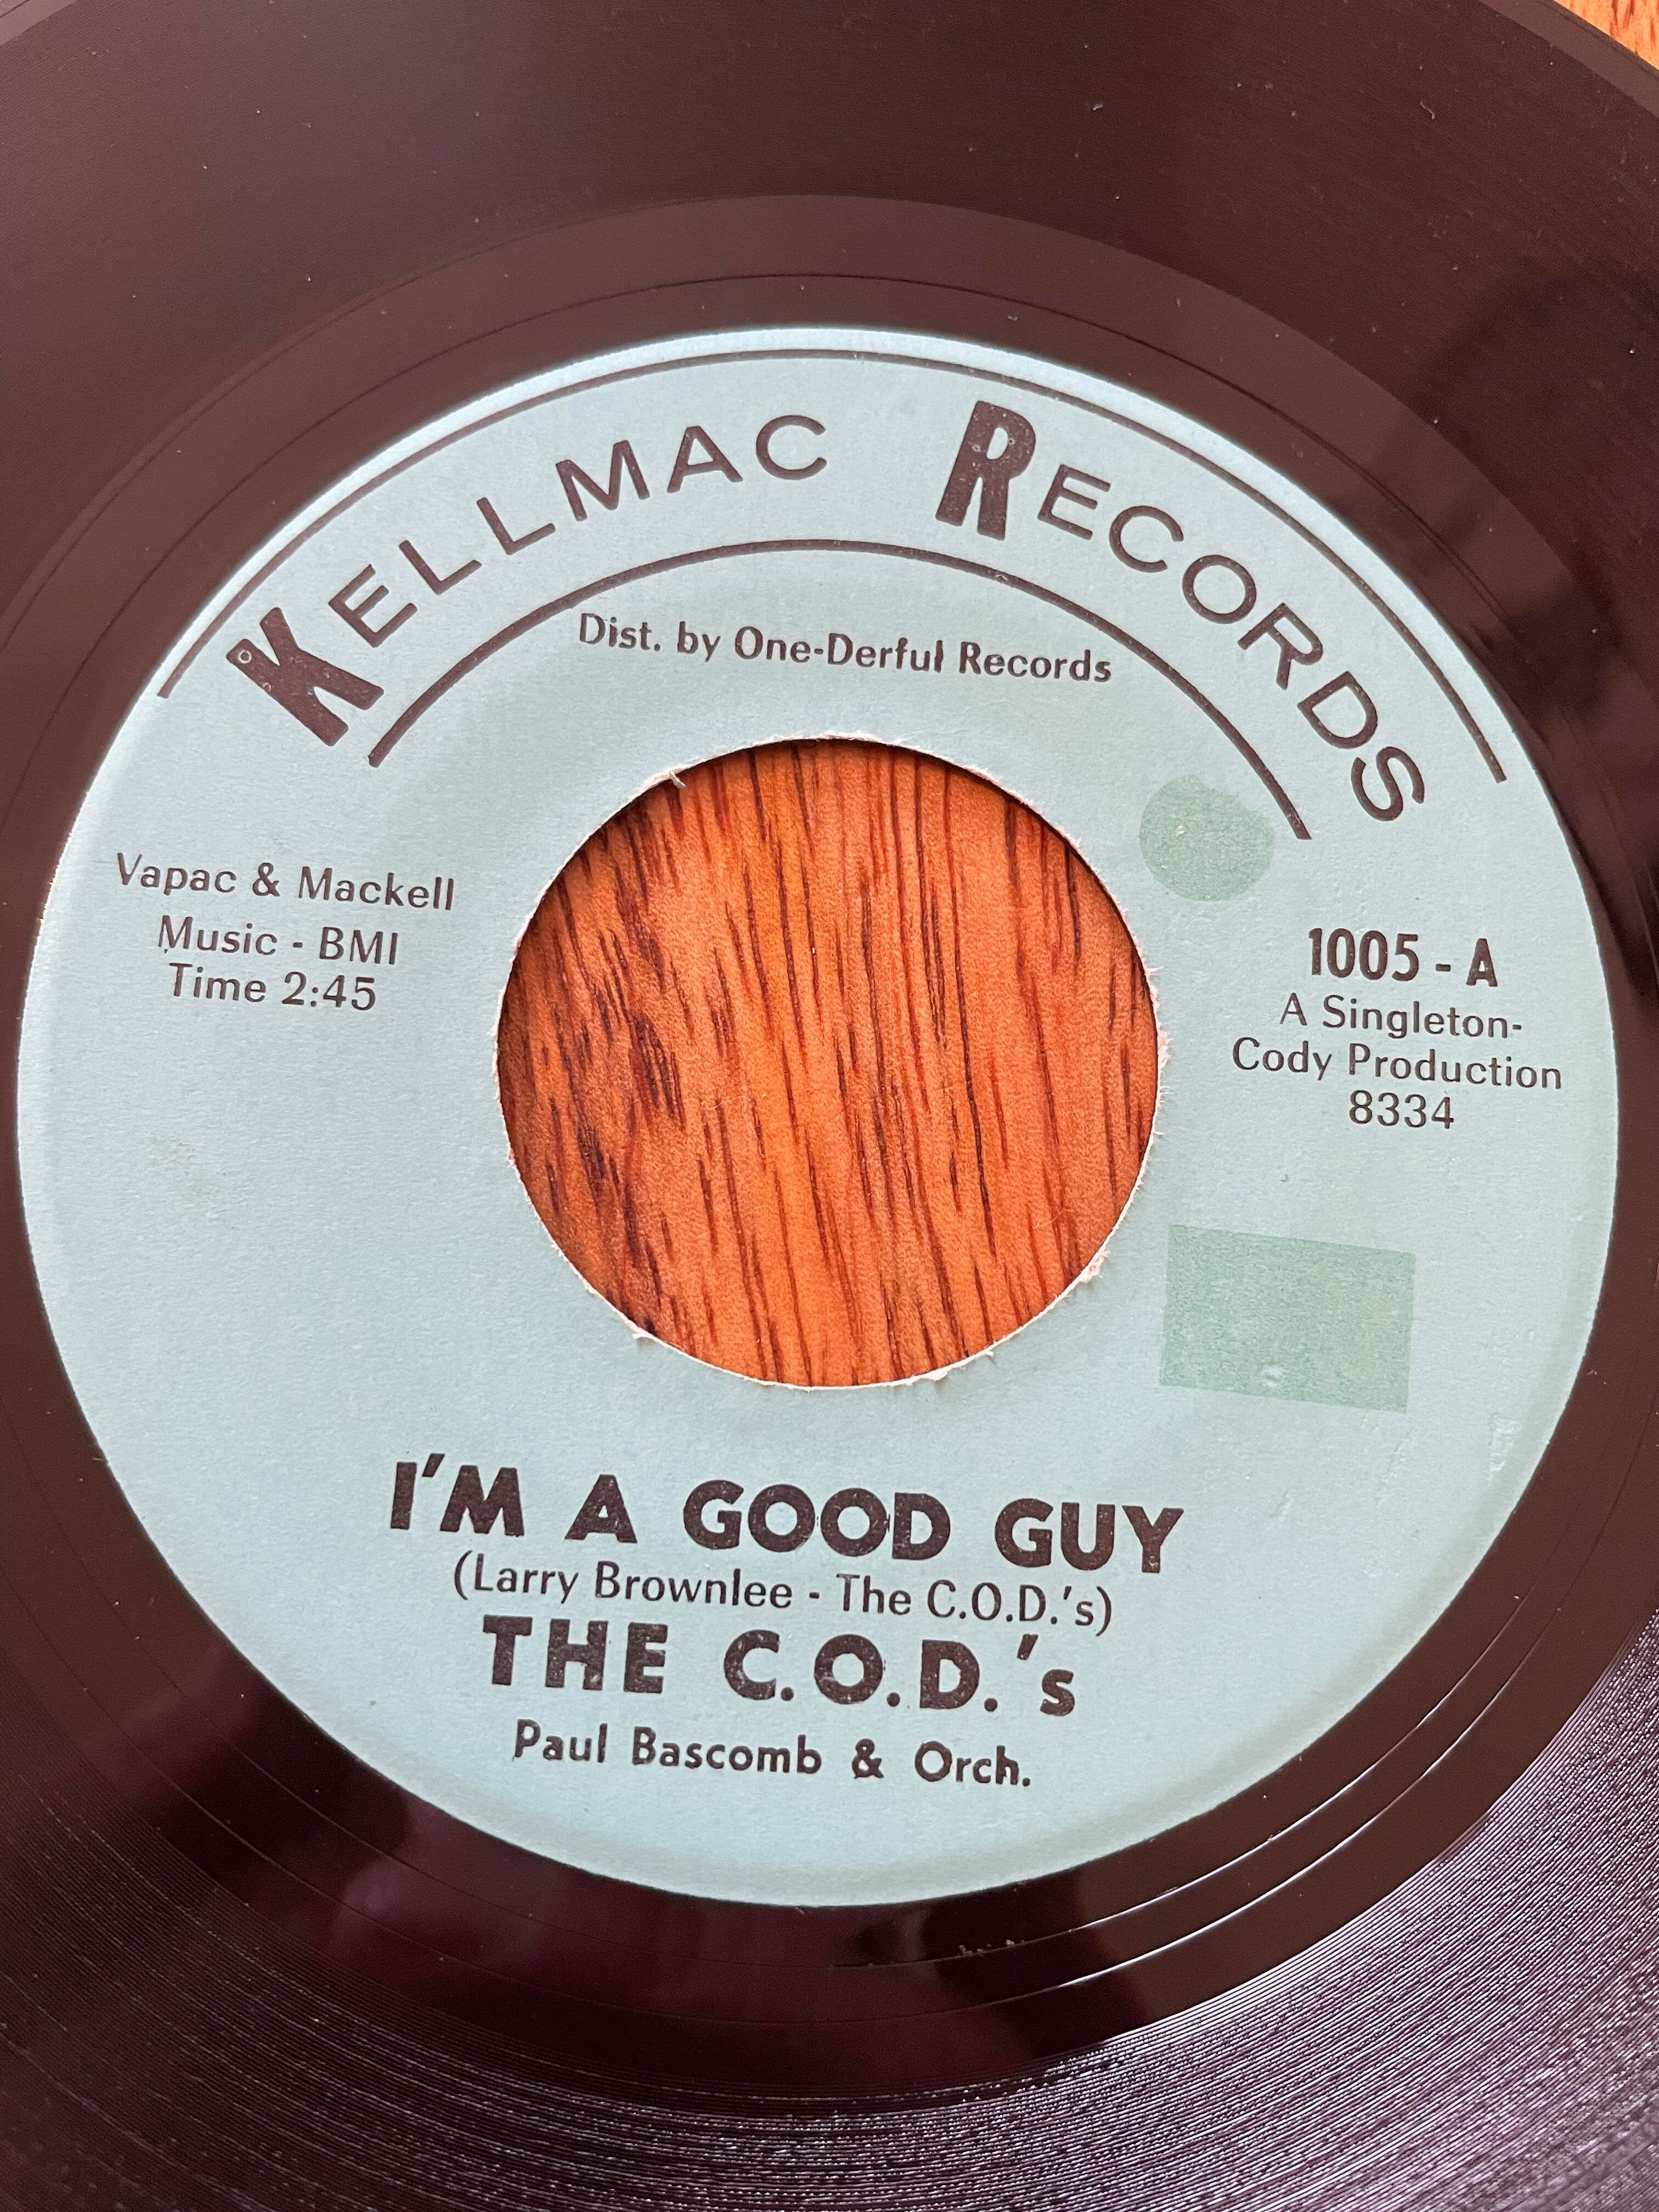 KELLMAC RECORDS
Dist. by One-Derful Records
Vapac & Mackell
Music - BMI
Time 2:45
1005 - A
A Singleton-
Cody Production
8334
I'M A GOOD GUY
(Larry Brownlee - The C.O.D.'s)
THE C.O.D.'s
Paul Bascomb & Orch.